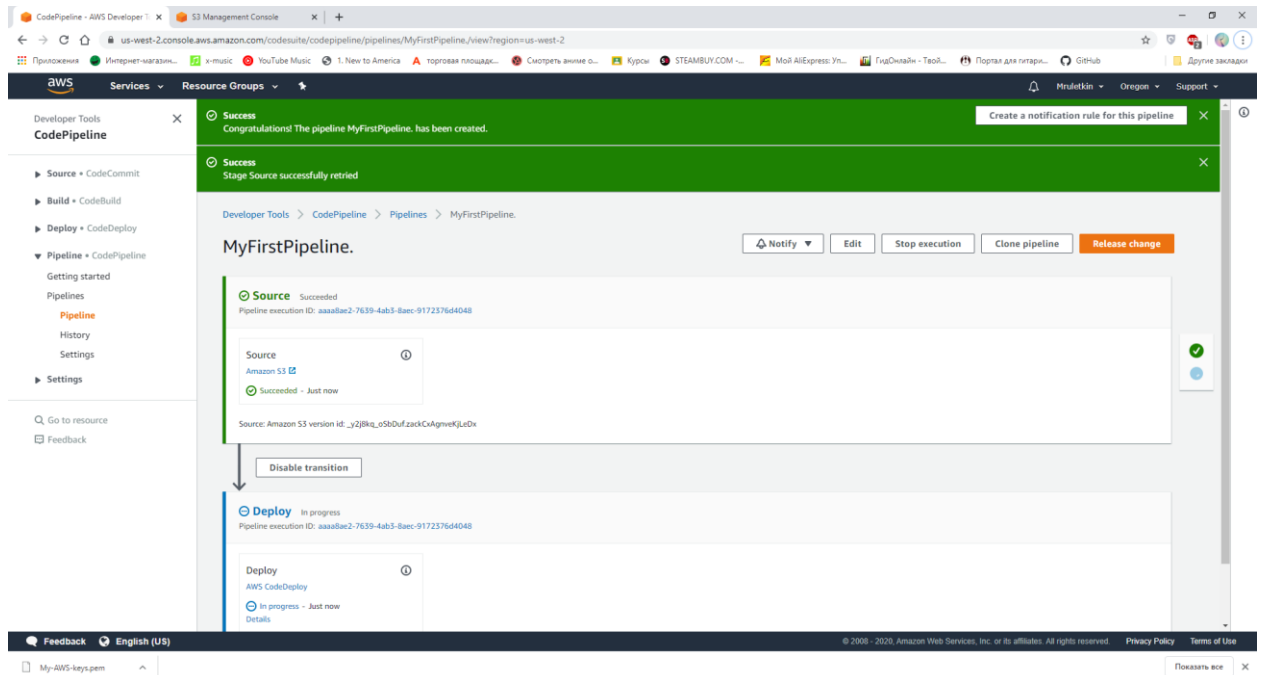 CodePipeline - AWS Developer T
S3 Management Console
us-west-2.console.aws.amazon.com/codesuite/codepipeline/pipelines/MyFirstPipeline./view?region=us-west-2
Приложения Интернет-магазин... x-music YouTube Music 1. New to America торговая площадк... Смотреть аниме о... Курсы STEAMBUY.COM -... Мой AliExpress: Уп... ГидОнлайн - Твой... Портал для гитари... GitHub Другие закладки
aws Services Resource Groups Mruletkin Oregon Support
Developer Tools
CodePipeline
Source • CodeCommit
Build • CodeBuild
Deploy • CodeDeploy
Pipeline • CodePipeline
Getting started
Pipelines
Pipeline
History
Settings
Settings
Go to resource
Feedback
Success
Congratulations! The pipeline MyFirstPipeline. has been created.
Create a notification rule for this pipeline
Success
Stage Source successfully retried
Developer Tools > CodePipeline > Pipelines > MyFirstPipeline.
MyFirstPipeline.
Notify Edit Stop execution Clone pipeline Release change
Source Succeeded
Pipeline execution ID: aaaa8ae2-7639-4ab3-8aec-9172376d4048
Source
Amazon S3
Succeeded - Just now
Source: Amazon S3 version id: _y2j8kq_oSbDuf.zackCxAgnveKjLeDx
Disable transition
Deploy In progress
Pipeline execution ID: aaaa8ae2-7639-4ab3-8aec-9172376d4048
Deploy
AWS CodeDeploy
In progress - Just now
Details
Feedback English (US) © 2008 - 2020, Amazon Web Services, Inc. or its affiliates. All rights reserved. Privacy Policy Terms of Use
My-AWS-keys.pem Показать все